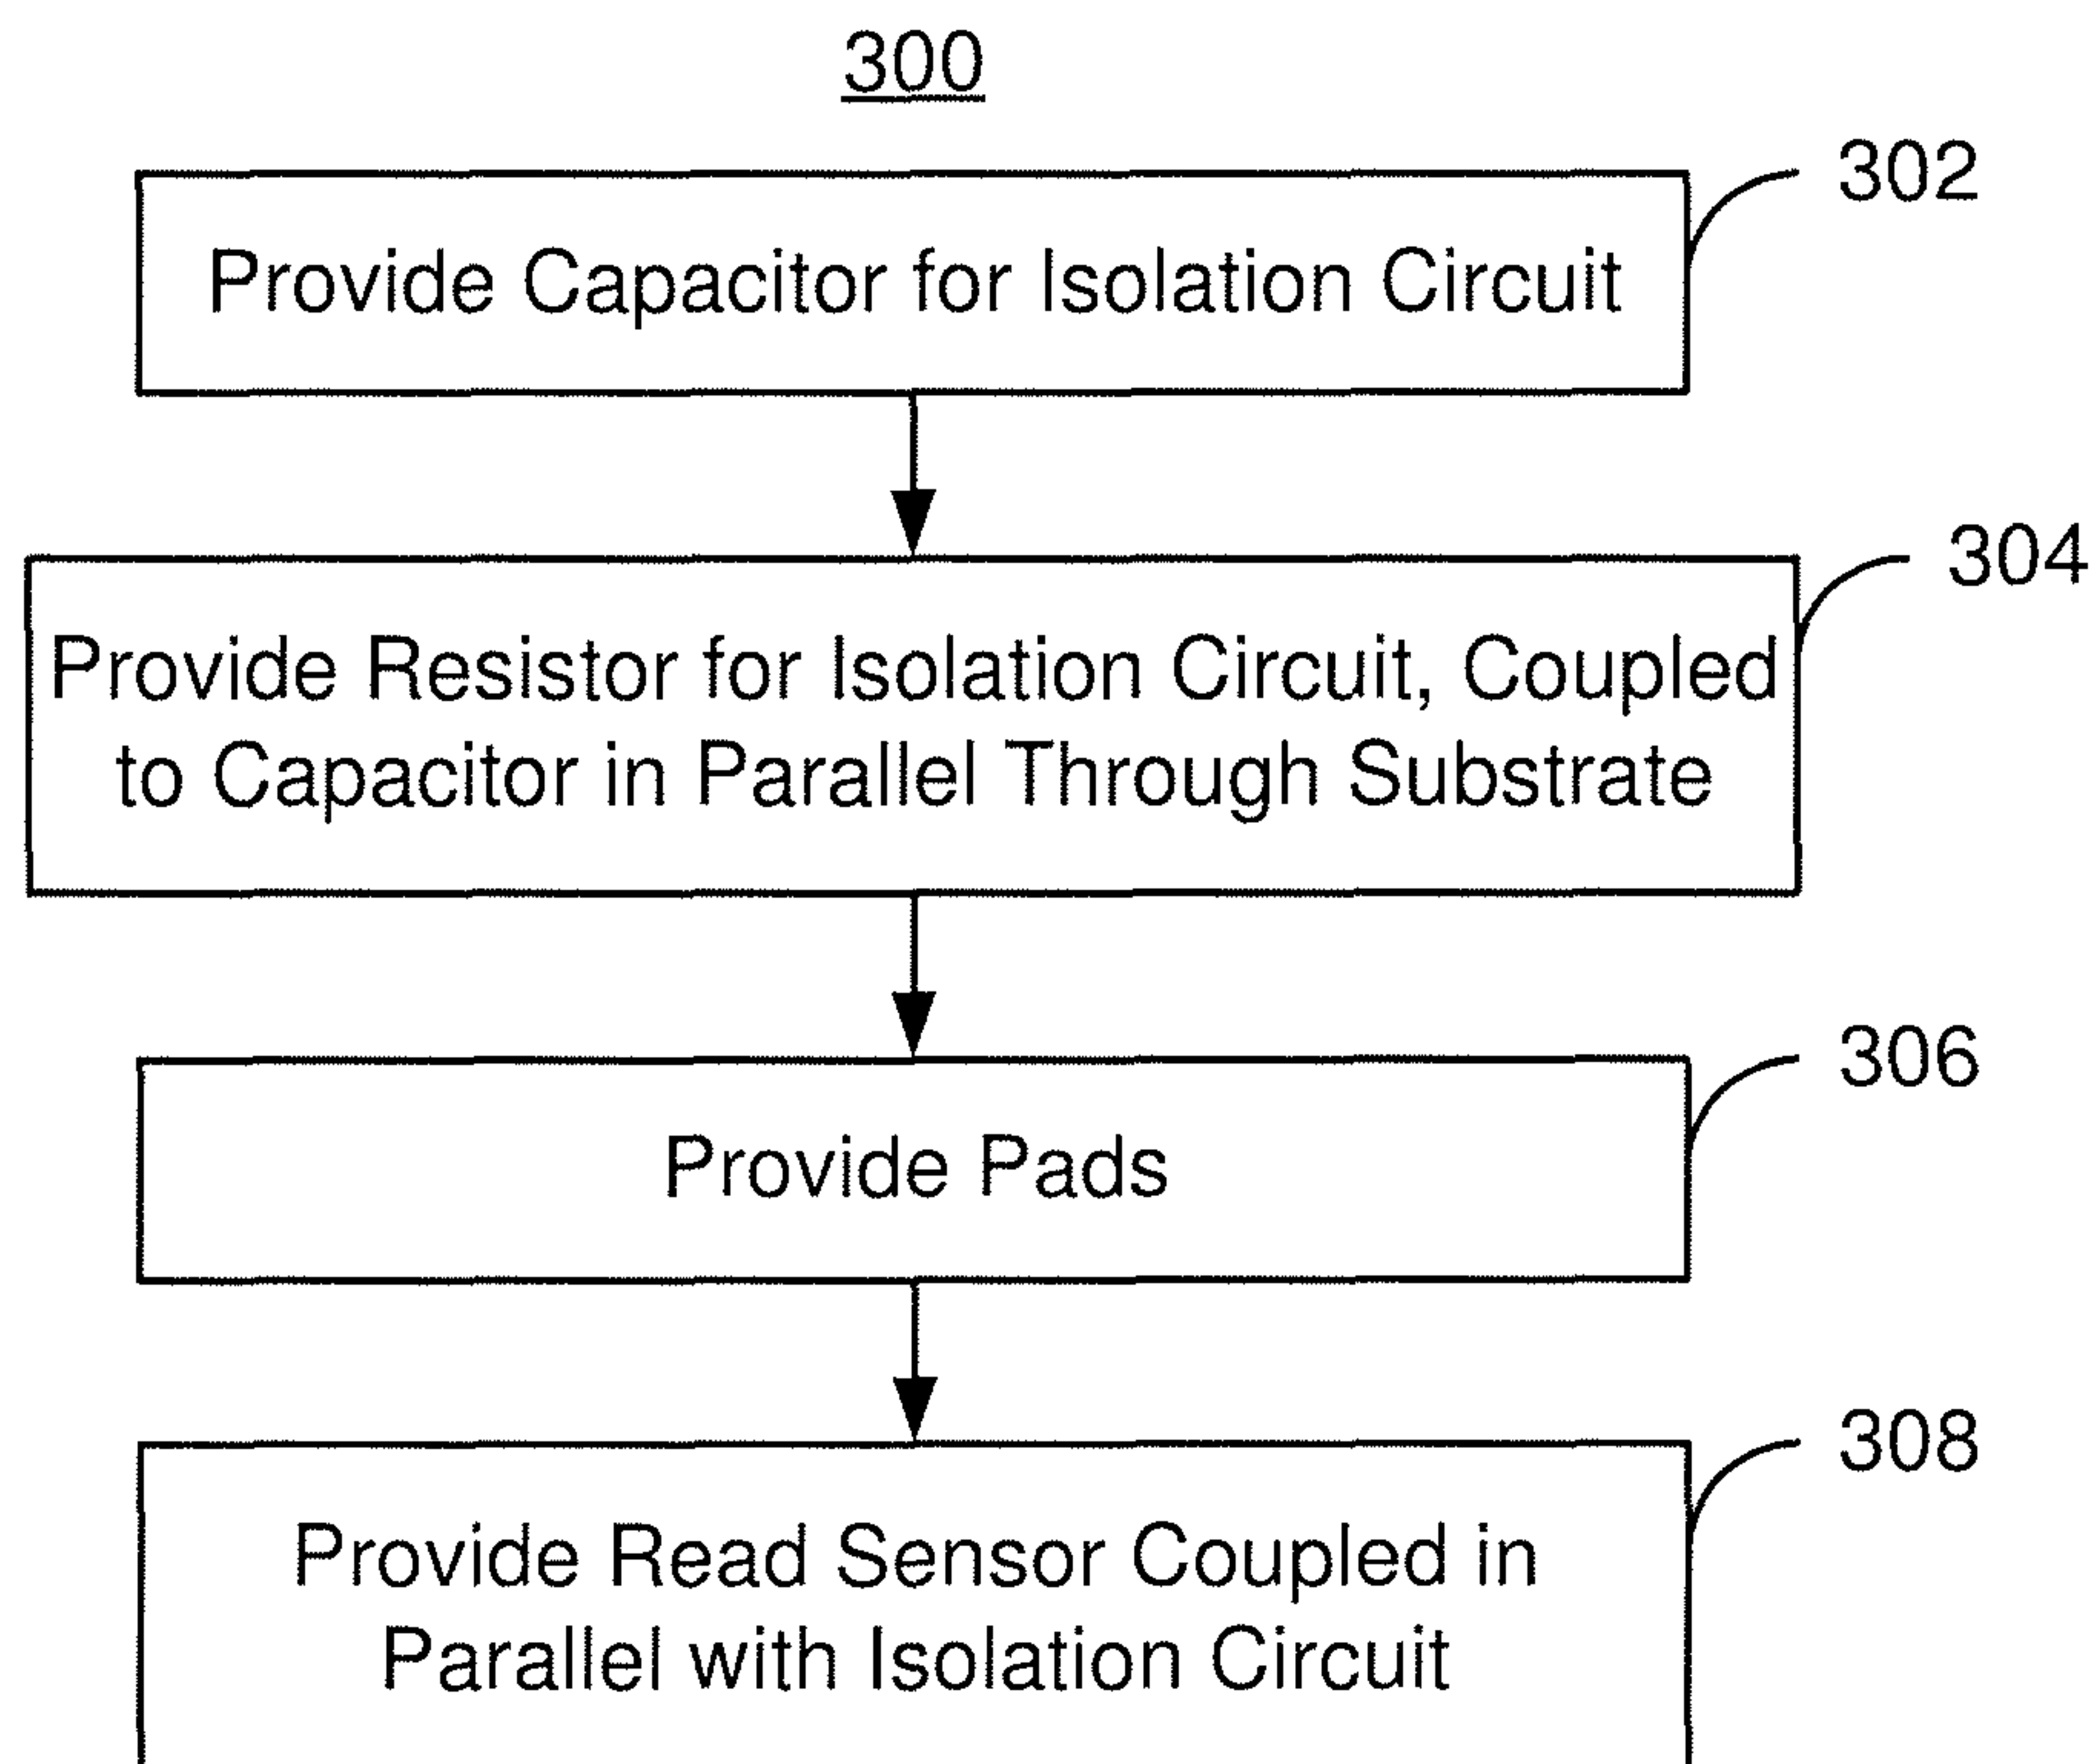 300
302
Provide Capacitor for Isolation Circuit
304
Provide Resistor for Isolation Circuit, Coupled
to Capacitor in Parallel Through Substrate
306
Provide Pads
308
Provide Read Sensor Coupled in
Parallel with Isolation Circuit